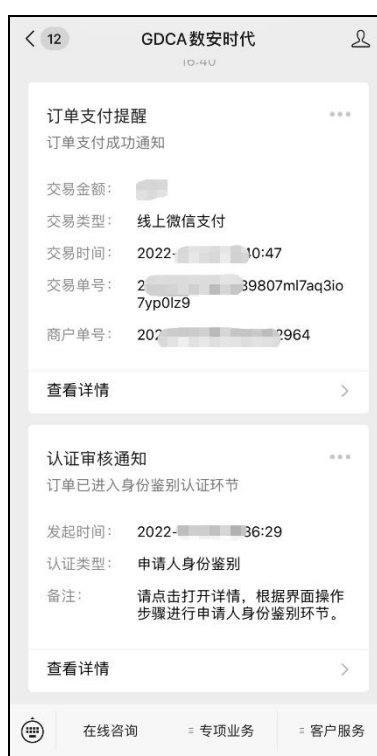 12
GDCA数安时代
16:40
订单支付提醒
订单支付成功通知
交易金额：
交易类型： 线上微信支付
交易时间： 2022- 10:47
交易单号： 2 39807ml7aq3io
7yp0lz9
商户单号： 202 2964
查看详情
认证审核通知
订单已进入身份鉴别认证环节
发起时间： 2022- 36:29
认证类型： 申请人身份鉴别
备注： 请点击打开详情，根据界面操作
步骤进行申请人身份鉴别环节。
查看详情
在线咨询 专项业务 客户服务